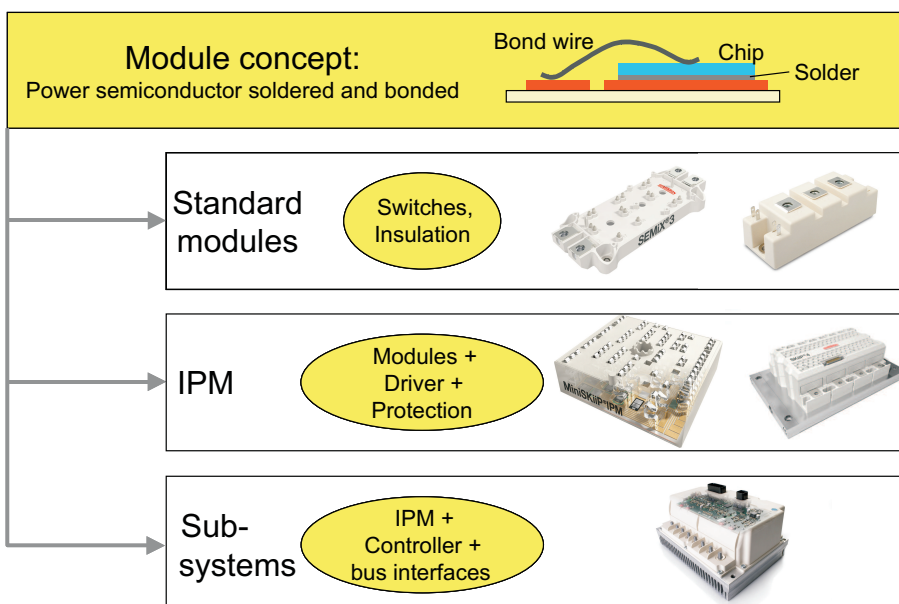 Module concept:
Power semiconductor soldered and bonded
Bond wire
Chip
Solder
Standard
modules
Switches,
Insulation
SEMiX®3
IPM
Modules +
Driver +
Protection
MiniSKiiP®IPM
Sub-
systems
IPM +
Controller +
bus interfaces